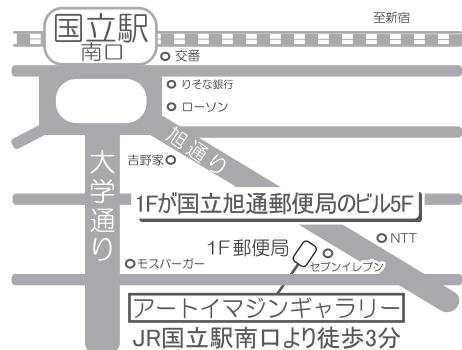 至新宿
国立駅
南口
交番
りそな銀行
ローソン
旭通り
吉野家
大学通り
1Fが国立旭通郵便局のビル5F
NTT
1F郵便局
セブンイレブン
モスバーガー
アートイマジンギャラリー
JR国立駅南口より徒歩3分